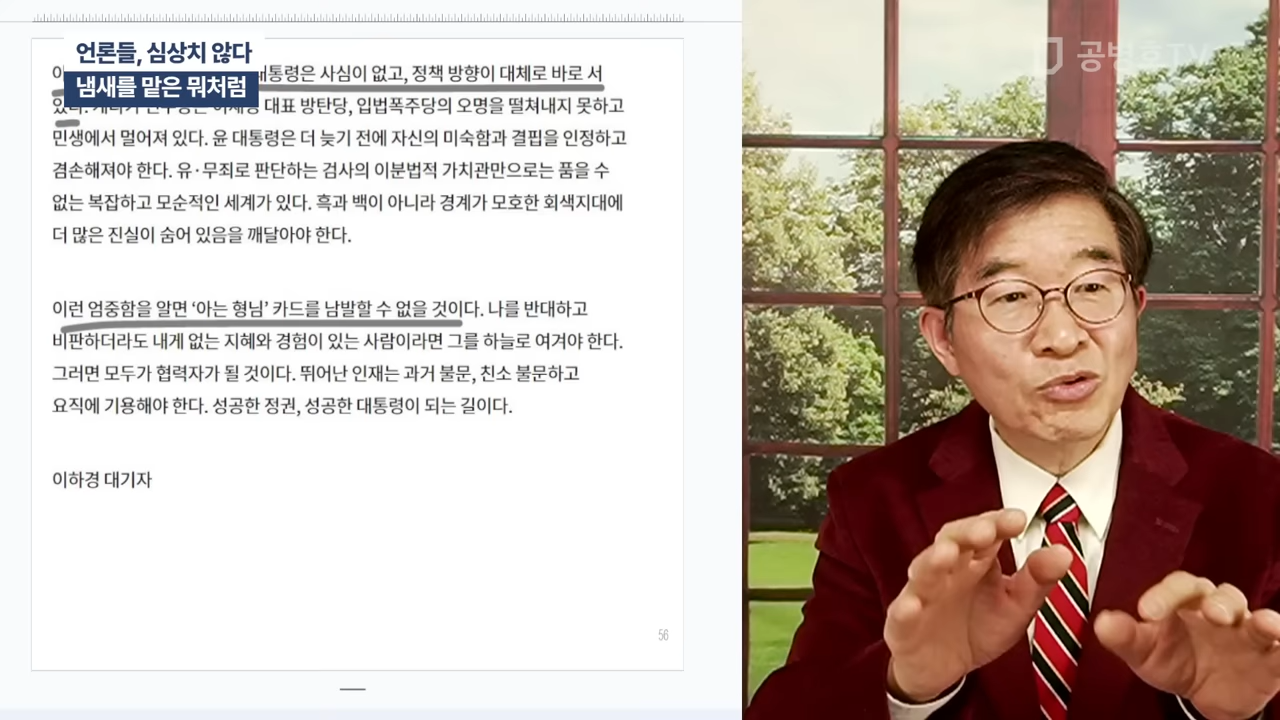 언론들, 심상치 않다
냄새를 맡은 뭐처럼
공병호TV
사심이 없고, 정책 방향이 대체로 바로 서
있다. 대표 방탄당, 입법폭주당의 오명을 떨쳐내지 못하고
민생에서 멀어져 있다. 윤 대통령은 더 늦기 전에 자신의 미숙함과 결핍을 인정하고
겸손해져야 한다. 유·무죄로 판단하는 검사의 이분법적 가치관만으로는 품을 수
없는 복잡하고 모순적인 세계가 있다. 흑과 백이 아니라 경계가 모호한 회색지대에
더 많은 진실이 숨어 있음을 깨달아야 한다.
이런 엄중함을 알면 ‘아는 형님’ 카드를 남발할 수 없을 것이다. 나를 반대하고
비판하더라도 내게 없는 지혜와 경험이 있는 사람이라면 그를 하늘로 여겨야 한다.
그러면 모두가 협력자가 될 것이다. 뛰어난 인재는 과거 불문, 친소 불문하고
요직에 기용해야 한다. 성공한 정권, 성공한 대통령이 되는 길이다.
이하경 대기자
56